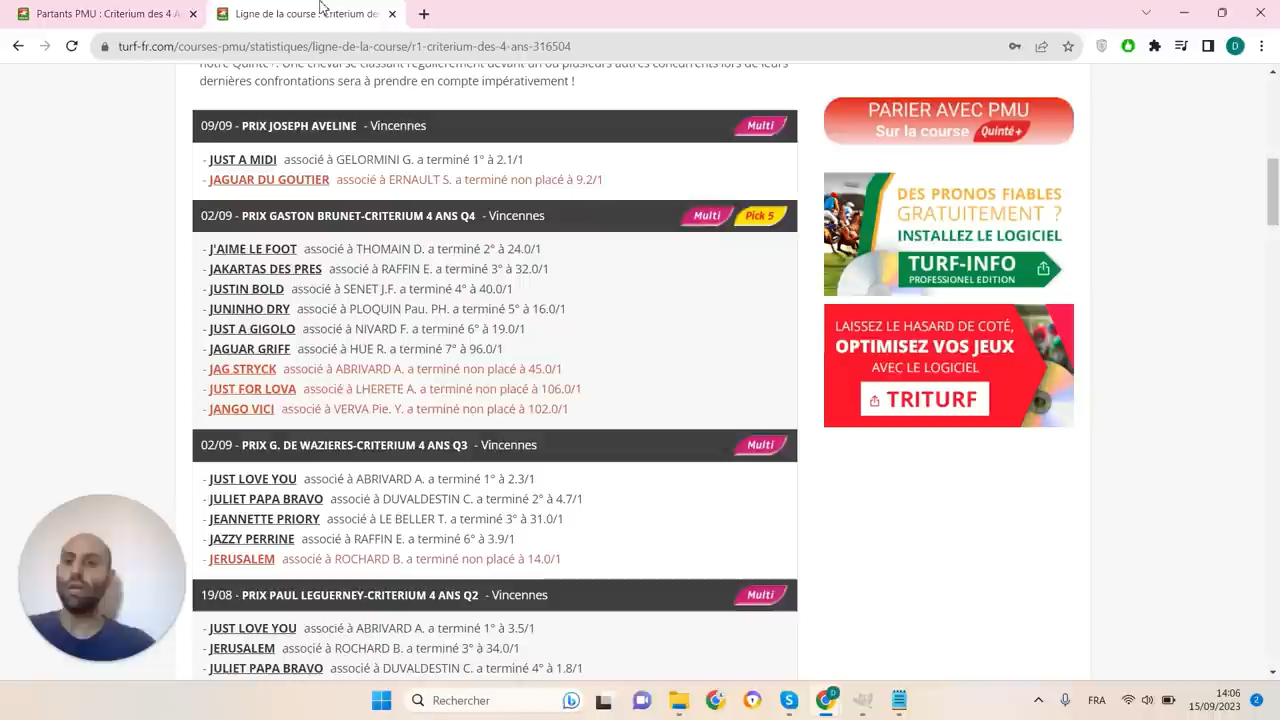 Partants PMU : Criterium des 4 A
Ligne de la course : Criterium de
turf-fr.com/courses-pmu/statistiques/ligne-de-la-course/r1-criterium-des-4-ans-316504
D
notre Quinté+. Une cheval se classant régulièrement devant un ou plusieurs autres concurrents lors de leurs
dernières confrontations sera à prendre en compte impérativement !
09/09 - PRIX JOSEPH AVELINE - Vincennes Multi
- JUST A MIDI associé à GELORMINI G. a terminé 1° à 2.1/1
- JAGUAR DU GOUTIER associé à ERNAULT S. a terminé non placé à 9.2/1
02/09 - PRIX GASTON BRUNET-CRITERIUM 4 ANS Q4 - Vincennes Multi Pick 5
- J'AIME LE FOOT associé à THOMAIN D. a terminé 2° à 24.0/1
- JAKARTAS DES PRES associé à RAFFIN E. a terminé 3° à 32.0/1
- JUSTIN BOLD associé à SENET J.F. a terminé 4° à 40.0/1
- JUNINHO DRY associé à PLOQUIN Pau. PH. a terminé 5° à 16.0/1
- JUST A GIGOLO associé à NIVARD F. a terminé 6° à 19.0/1
- JAGUAR GRIFF associé à HUE R. a terminé 7° à 96.0/1
- JAG STRYCK associé à ABRIVARD A. a terminé non placé à 45.0/1
- JUST FOR LOVA associé à LHERETE A. a terminé non placé à 106.0/1
- JANGO VICI associé à VERVA Pie. Y. a terminé non placé à 102.0/1
02/09 - PRIX G. DE WAZIERES-CRITERIUM 4 ANS Q3 - Vincennes Multi
- JUST LOVE YOU associé à ABRIVARD A. a terminé 1° à 2.3/1
- JULIET PAPA BRAVO associé à DUVALDESTIN C. a terminé 2° à 4.7/1
- JEANNETTE PRIORY associé à LE BELLER T. a terminé 3° à 31.0/1
- JAZZY PERRINE associé à RAFFIN E. a terminé 6° à 3.9/1
- JERUSALEM associé à ROCHARD B. a terminé non placé à 14.0/1
19/08 - PRIX PAUL LEGUERNEY-CRITERIUM 4 ANS Q2 - Vincennes Multi
- JUST LOVE YOU associé à ABRIVARD A. a terminé 1° à 3.5/1
- JERUSALEM associé à ROCHARD B. a terminé 3° à 34.0/1
- JULIET PAPA BRAVO associé à DUVALDESTIN C. a terminé 4° à 1.8/1
PARIER AVEC PMU
Sur la course Quinté+
DES PRONOS FIABLES
GRATUITEMENT ?
INSTALLEZ LE LOGICIEL
TURF-INFO
PROFESSIONEL EDITION
LAISSEZ LE HASARD DE COTÉ,
OPTIMISEZ VOS JEUX
AVEC LE LOGICIEL
TRITURF
Rechercher
D
FRA
14:06
15/09/2023
2